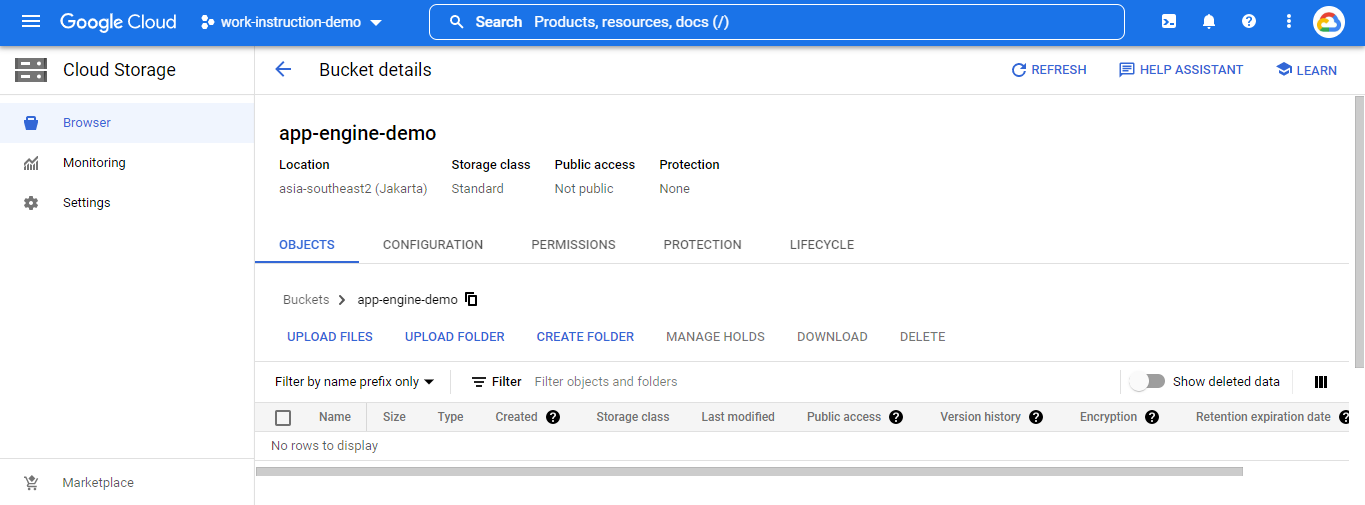 Google Cloud work-instruction-demo Search Products, resources, docs (/)
Cloud Storage Bucket details REFRESH HELP ASSISTANT LEARN
Browser
Monitoring
Settings
Marketplace
app-engine-demo
Location Storage class Public access Protection
asia-southeast2 (Jakarta) Standard Not public None
OBJECTS CONFIGURATION PERMISSIONS PROTECTION LIFECYCLE
Buckets app-engine-demo
UPLOAD FILES UPLOAD FOLDER CREATE FOLDER MANAGE HOLDS DOWNLOAD DELETE
Filter by name prefix only Filter Filter objects and folders Show deleted data
Name Size Type Created Storage class Last modified Public access Version history Encryption Retention expiration date
No rows to display